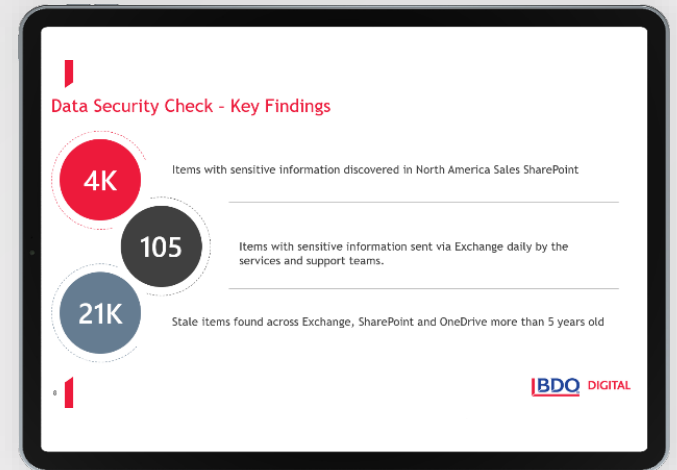 Data Security Check - Key Findings
4K
Items with sensitive information discovered in North America Sales SharePoint
105
Items with sensitive information sent via Exchange daily by the
services and support teams.
21K
Stale items found across Exchange, SharePoint and OneDrive more than 5 years old
BDO DIGITAL